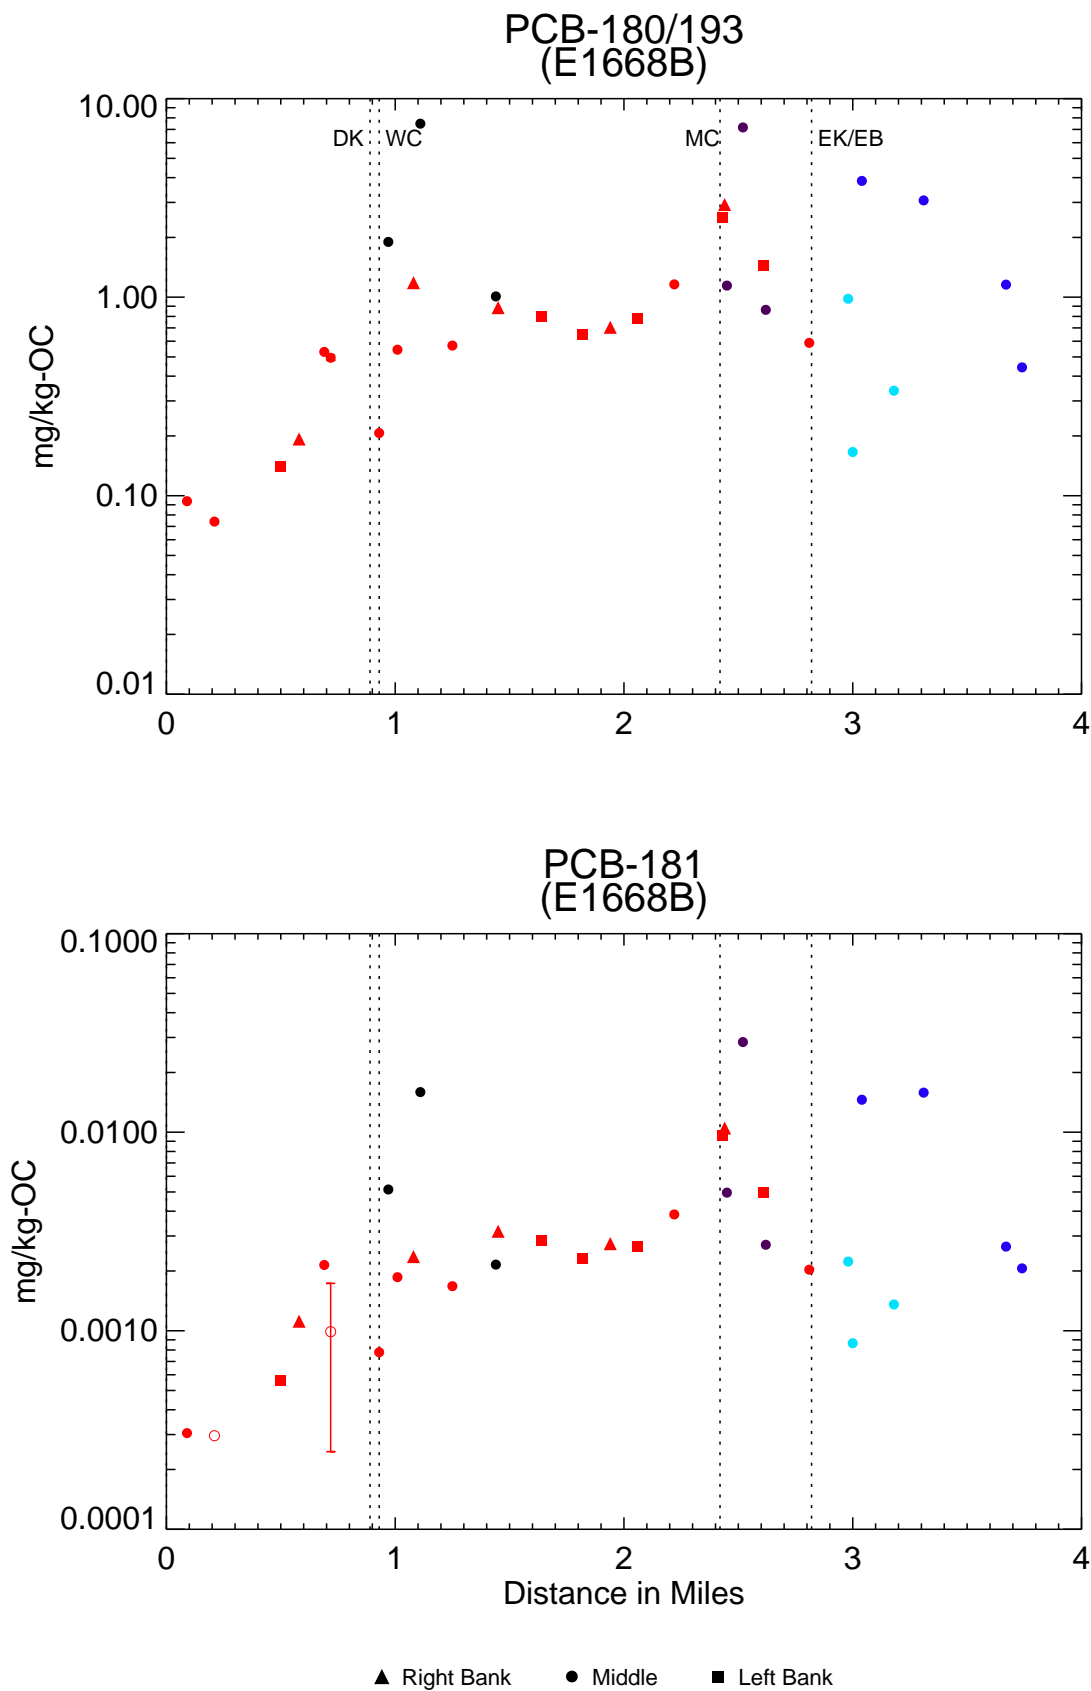 PCB-180/193
(E1668B)
10.00
DK WC MC EK/EB
1.00
mg/kg-OC
0.10
0.01
0 1 2 3 4
PCB-181
(E1668B)
0.1000
0.0100
mg/kg-OC
0.0010
0.0001
0 1 2 3 4
Distance in Miles
Right Bank Middle Left Bank